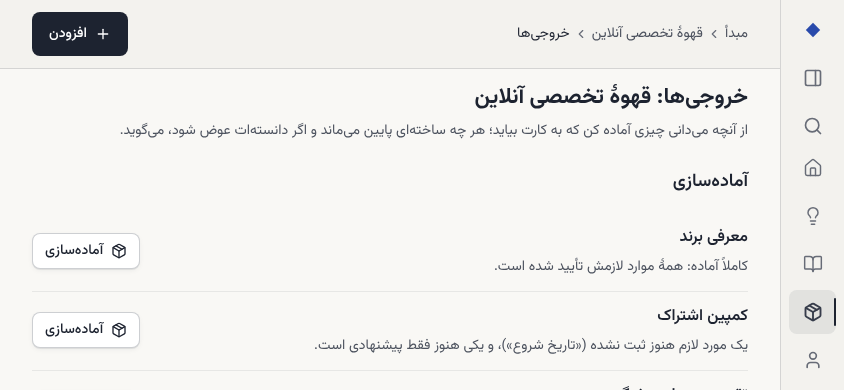 مبدأ › قهوهٔ تخصصی آنلاین › خروجی‌ها
افزودن
خروجی‌ها: قهوهٔ تخصصی آنلاین
از آنچه می‌دانی چیزی آماده کن که به کارت بیاید؛ هر چه ساخته‌ای پایین می‌ماند و اگر دانسته‌ات عوض شود، می‌گوید.
آماده‌سازی
معرفی برند
کاملاً آماده: همهٔ موارد لازمش تأیید شده است.
آماده‌سازی
کمپین اشتراک
یک مورد لازم هنوز ثبت نشده («تاریخ شروع»)، و یکی هنوز فقط پیشنهادی است.
آماده‌سازی